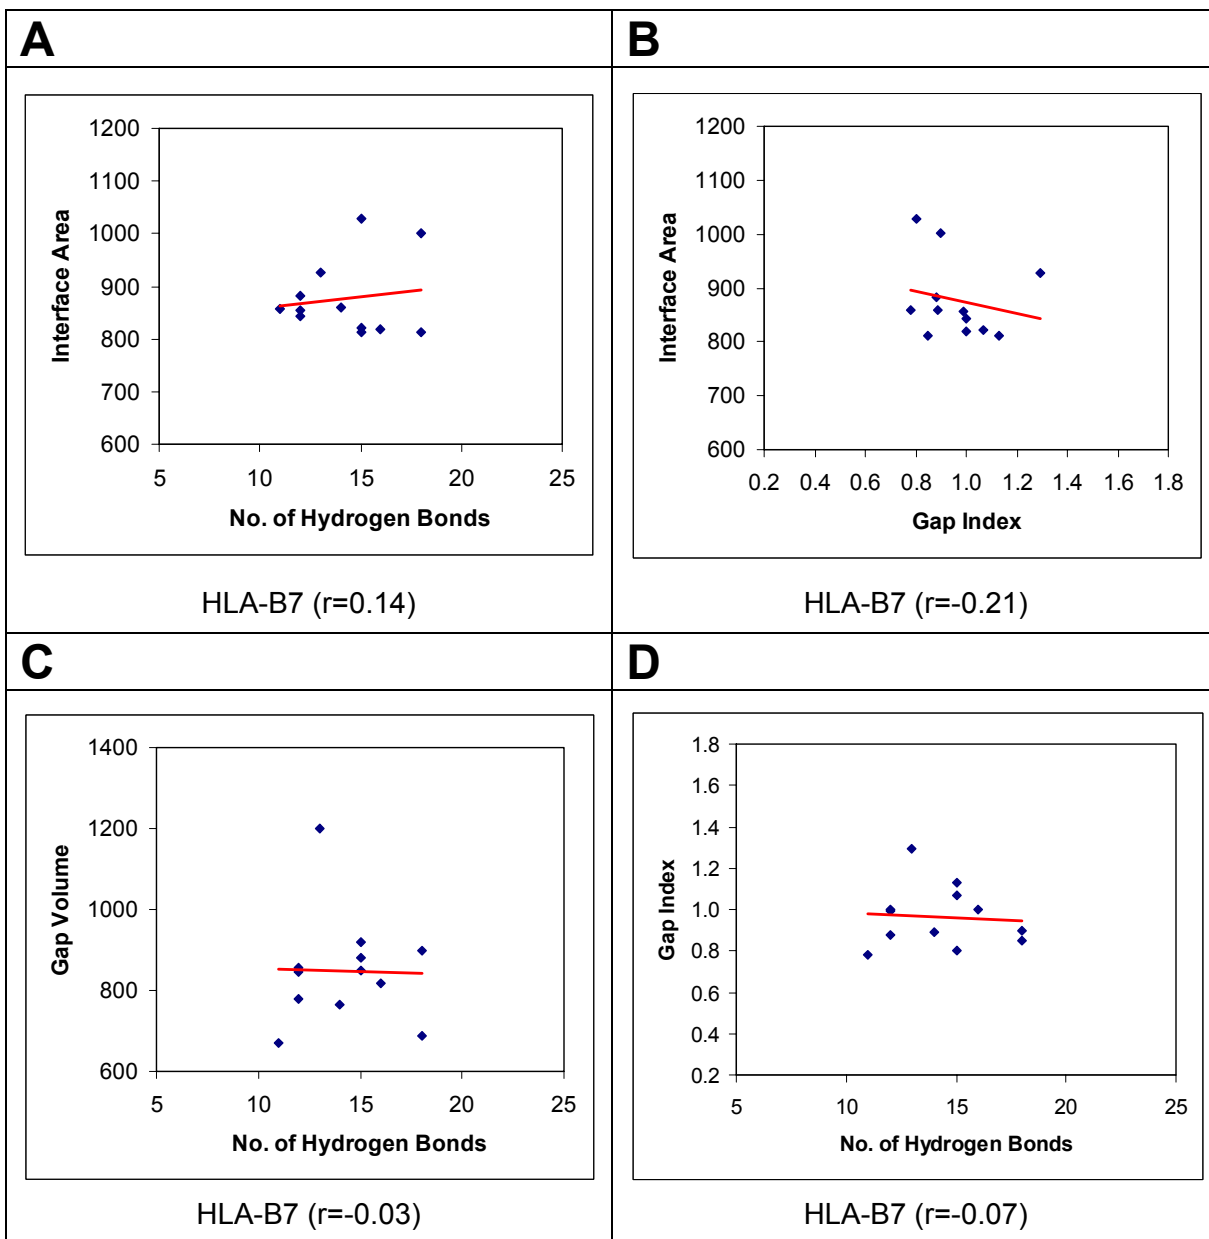 A
B
1200
1100
1000
900
800
700
600
5
10
15
20
25
Interface Area
No. of Hydrogen Bonds
HLA-B7 (r=0.14)
1200
1100
1000
900
800
700
600
0.2 0.4 0.6 0.8 1.0 1.2 1.4 1.6 1.8
Interface Area
Gap Index
HLA-B7 (r=-0.21)
C
D
1400
1200
1000
800
600
5
10
15
20
25
Gap Volume
No. of Hydrogen Bonds
HLA-B7 (r=-0.03)
1.8
1.6
1.4
1.2
1.0
0.8
0.6
0.4
0.2
5
10
15
20
25
Gap Index
No. of Hydrogen Bonds
HLA-B7 (r=-0.07)